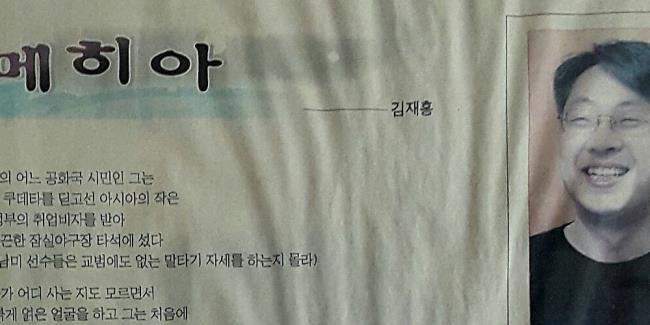 메히아
김재홍
의 어느 공화국 시민인 그는
쿠데타를 딛고선 아시아의 작은
정부의 취업비자를 받아
끈한 잠실야구장 타석에 섰다
남미 선수들은 교범에도 없는 말타기 자세를 하는지 몰라)
가 어디 사는 지도 모르면서
붉게 얽은 얼굴을 하고 그는 처음에